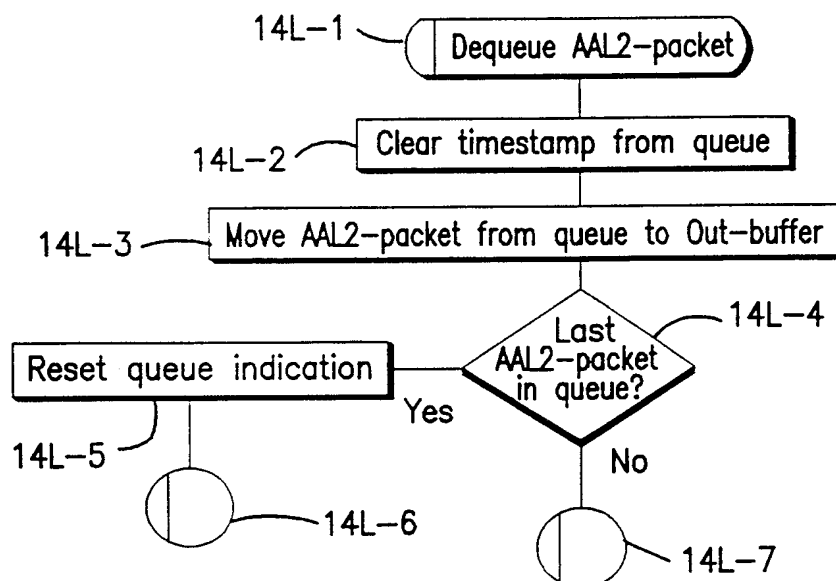 14L-1
Dequeue AAL2-packet
Clear timestamp from queue
14L-2
Move AAL2-packet from queue to Out-buffer
14L-3
14L-4
Last
AAL2-packet
in queue?
Reset queue indication
Yes
14L-5
No
14L-6
14L-7